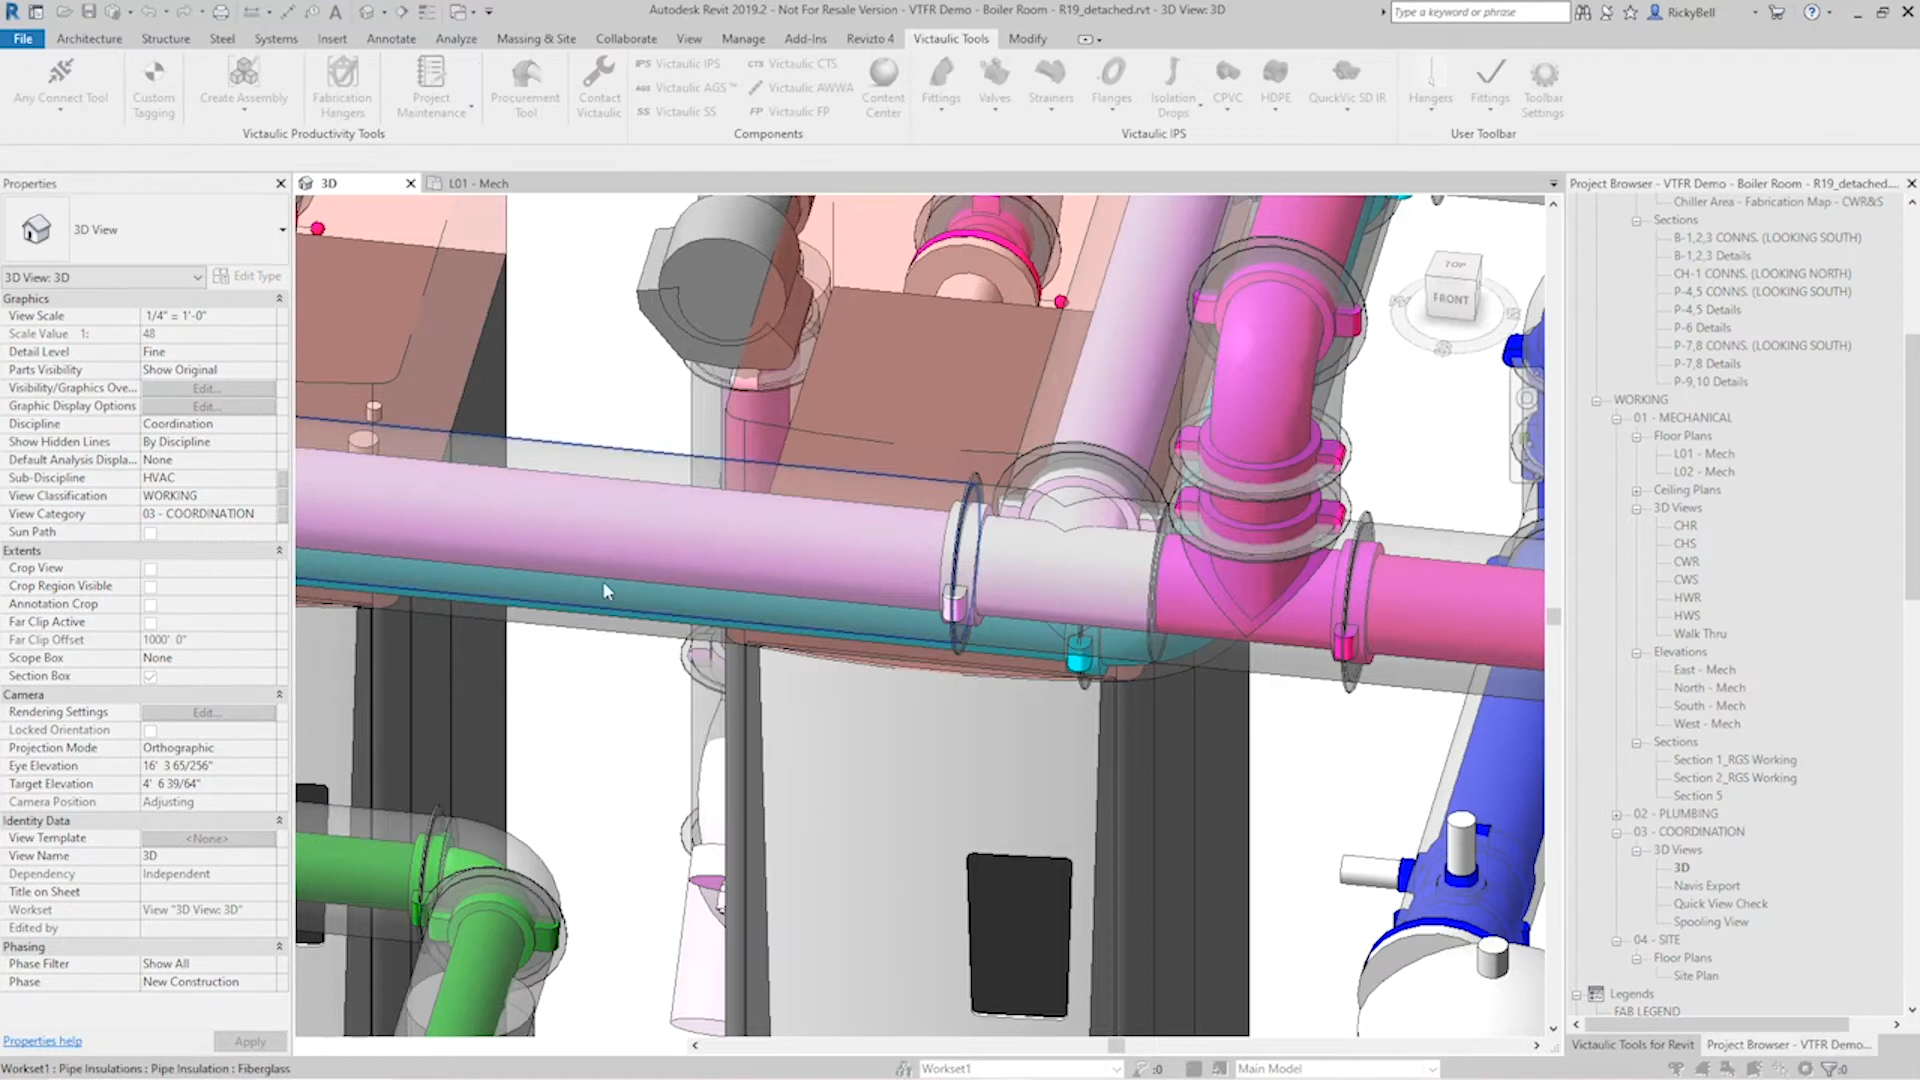 Autodesk Revit 2019.2 - Not For Resale Version - VTFR Demo - Boiler Room - R19_detached.rvt - 3D View: 3D
Type a keyword or phrase
RickyBell
File Architecture Structure Steel Systems Insert Annotate Analyze Massing & Site Collaborate View Manage Add-Ins Revizto 4 Victaulic Tools Modify
Any Connect Tool
Custom Tagging
Create Assembly
Fabrication Hangers
Project Maintenance
Procurement Tool
Contact Victaulic
IPS Victaulic IPS
AGS Victaulic AGS™
SS Victaulic SS
CTS Victaulic CTS
Victaulic AWWA
FP Victaulic FP
Content Center
Fittings
Valves
Strainers
Flanges
Isolation Drops
CPVC
HDPE
QuickVic SD IR
Hangers
Fittings
Toolbar Settings
Victaulic Productivity Tools
Components
Victaulic IPS
User Toolbar
Properties
3D View
3D View: 3D
Edit Type
Graphics
View Scale 1/4" = 1'-0"
Scale Value 1: 48
Detail Level Fine
Parts Visibility Show Original
Visibility/Graphics Ove... Edit...
Graphic Display Options Edit...
Discipline Coordination
Show Hidden Lines By Discipline
Default Analysis Displa... None
Sub-Discipline HVAC
View Classification WORKING
View Category 03 - COORDINATION
Sun Path
Extents
Crop View
Crop Region Visible
Annotation Crop
Far Clip Active
Far Clip Offset 1000' 0"
Scope Box None
Section Box
Camera
Rendering Settings Edit...
Locked Orientation
Projection Mode Orthographic
Eye Elevation 16' 3 65/256"
Target Elevation 4' 6 39/64"
Camera Position Adjusting
Identity Data
View Template <None>
View Name 3D
Dependency Independent
Title on Sheet
Workset View "3D View: 3D"
Edited by
Phasing
Phase Filter Show All
Phase New Construction
Properties help
Apply
3D
L01 - Mech
TOP
FRONT
Project Browser - VTFR Demo - Boiler Room - R19_detached....
Chiller Area - Fabrication Map - CWR&S
Sections
B-1,2,3 CONNS. (LOOKING SOUTH)
B-1,2,3 Details
CH-1 CONNS. (LOOKING NORTH)
P-4,5 CONNS. (LOOKING SOUTH)
P-4,5 Details
P-6 Details
P-7,8 CONNS. (LOOKING SOUTH)
P-7,8 Details
P-9,10 Details
WORKING
01 - MECHANICAL
Floor Plans
L01 - Mech
L02 - Mech
Ceiling Plans
3D Views
CHR
CHS
CWR
CWS
HWR
HWS
Walk Thru
Elevations
East - Mech
North - Mech
South - Mech
West - Mech
Sections
Section 1_RGS Working
Section 2_RGS Working
Section 5
02 - PLUMBING
03 - COORDINATION
3D Views
3D
Navis Export
Quick View Check
Spooling View
04 - SITE
Floor Plans
Site Plan
Legends
FAB LEGEND
Victaulic Tools for Revit
Project Browser - VTFR Demo...
Workset1 : Pipe Insulations : Pipe Insulation : Fiberglass
Workset1
:0
Main Model
:0